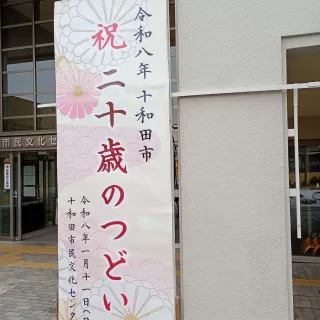 令和八年 十和田市
祝 二十歳のつどい
令和八年一月十一日(日
十和田市民文化センタ
市民文化セ